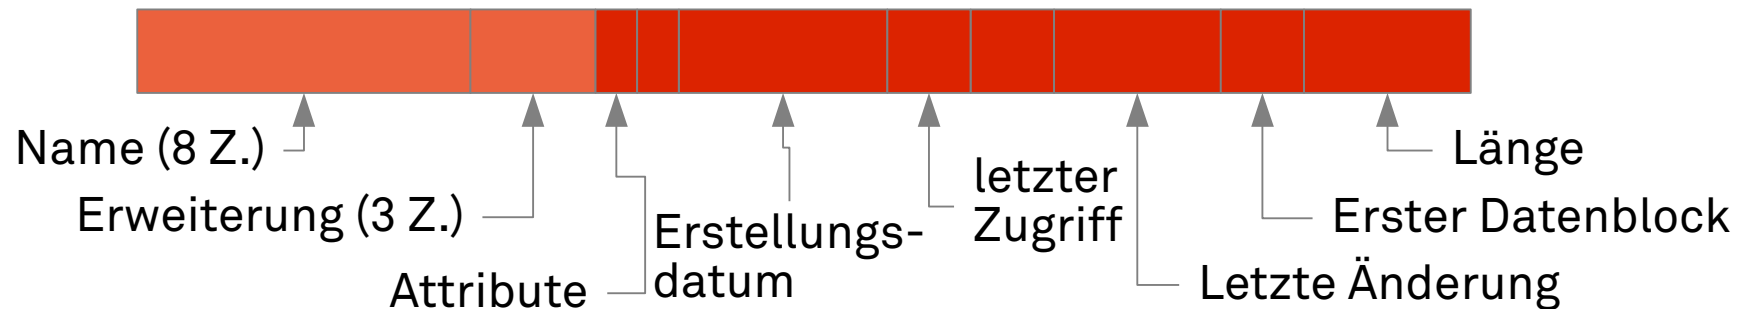 Name (8 Z.)
Erweiterung (3 Z.)
Attribute
Erstellungs-
datum
letzter
Zugriff
Letzte Änderung
Erster Datenblock
Länge